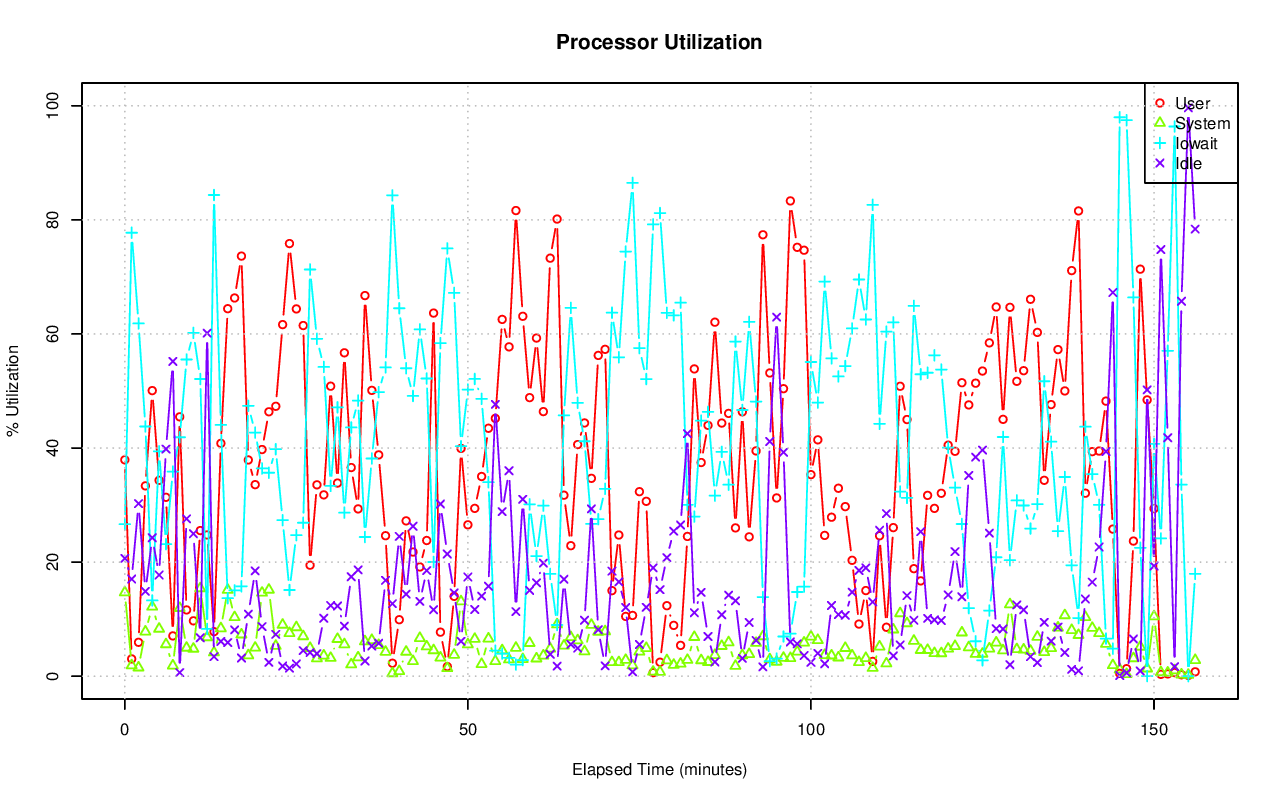 Processor Utilization
% Utilization
100
80
60
40
20
0
User
System
Iowait
Idle
0 50 100 150
Elapsed Time (minutes)